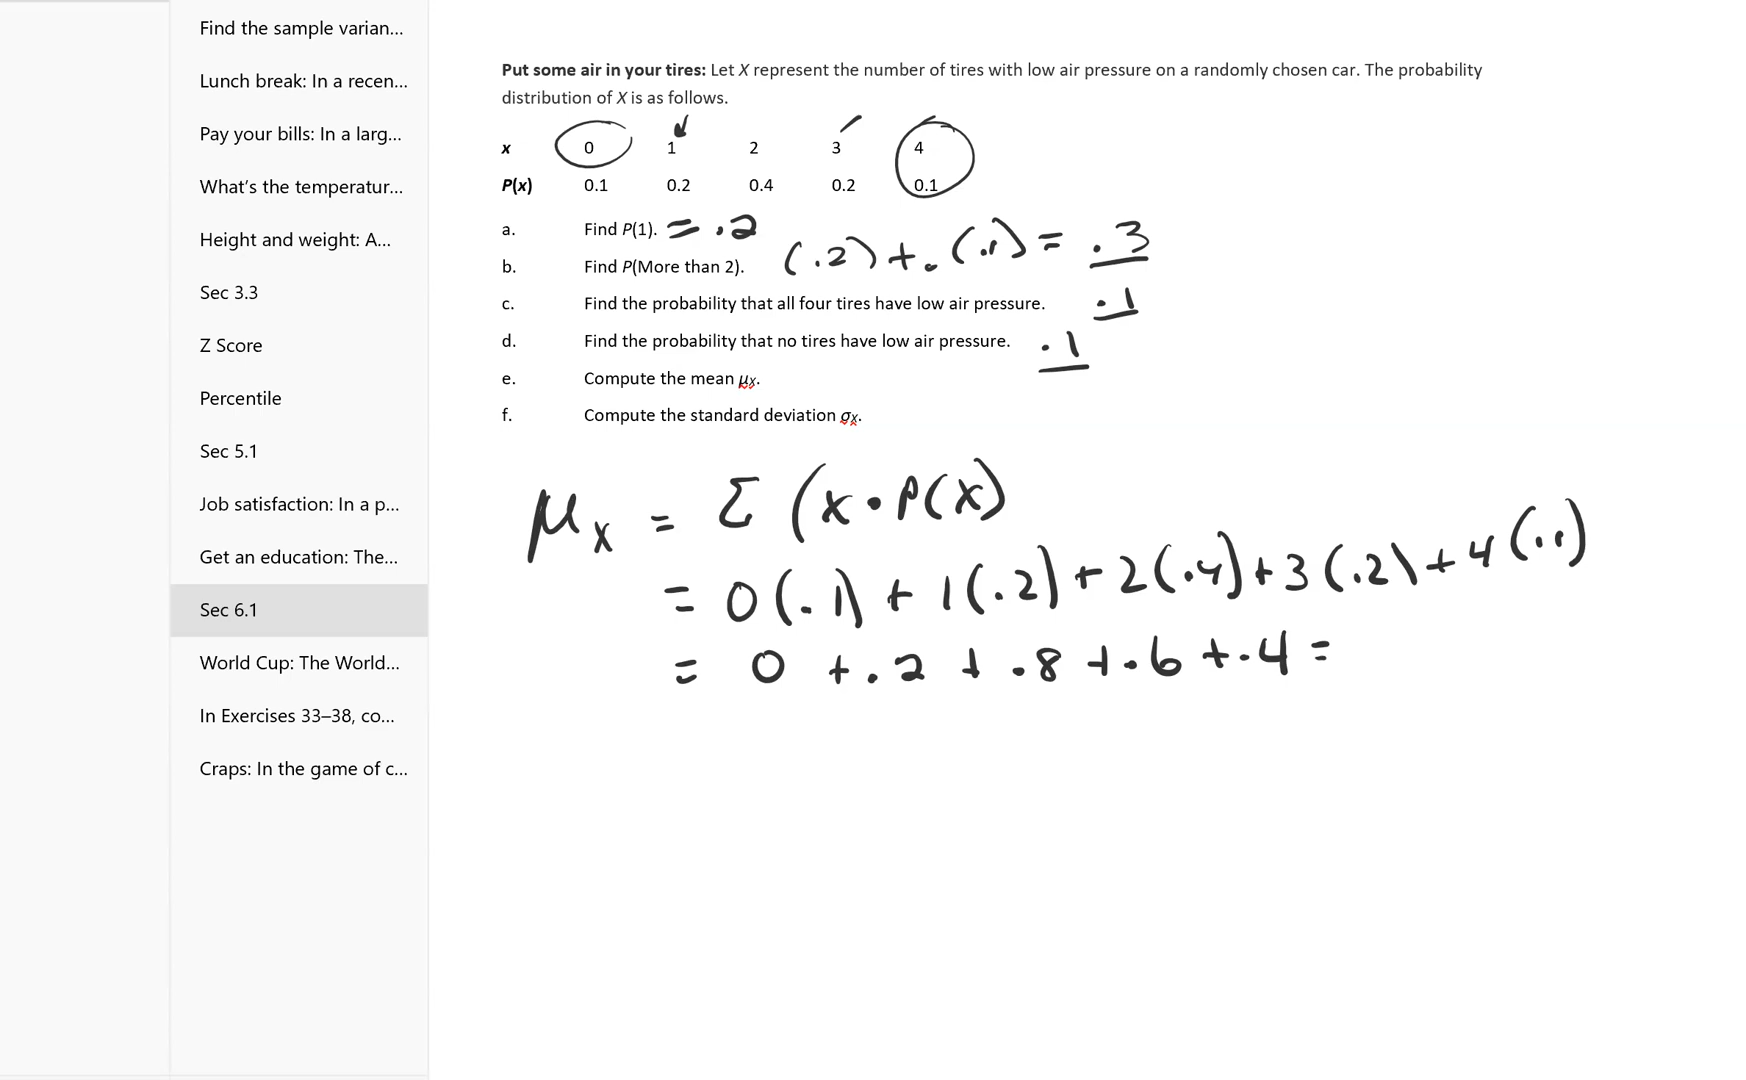 Find the sample varian...
Lunch break: In a recen...
Pay your bills: In a larg...
What's the temperatur...
Height and weight: A...
Sec 3.3
Z Score
Percentile
Sec 5.1
Job satisfaction: In a p...
Get an education: The...
Sec 6.1
World Cup: The World...
In Exercises 33–38, co...
Craps: In the game of c...
Put some air in your tires: Let X represent the number of tires with low air pressure on a randomly chosen car. The probability
distribution of X is as follows.
x 0 1 2 3 4
P(x) 0.1 0.2 0.4 0.2 0.1
a. Find P(1). = .2
b. Find P(More than 2). (.2) + (.1) = .3
c. Find the probability that all four tires have low air pressure. .1
d. Find the probability that no tires have low air pressure. .1
e. Compute the mean μX.
f. Compute the standard deviation σX.
μx = Σ (x · P(x)
= 0(.1) + 1(.2) + 2(.4) + 3(.2) + 4(.1)
= 0 + .2 + .8 + .6 + .4 =